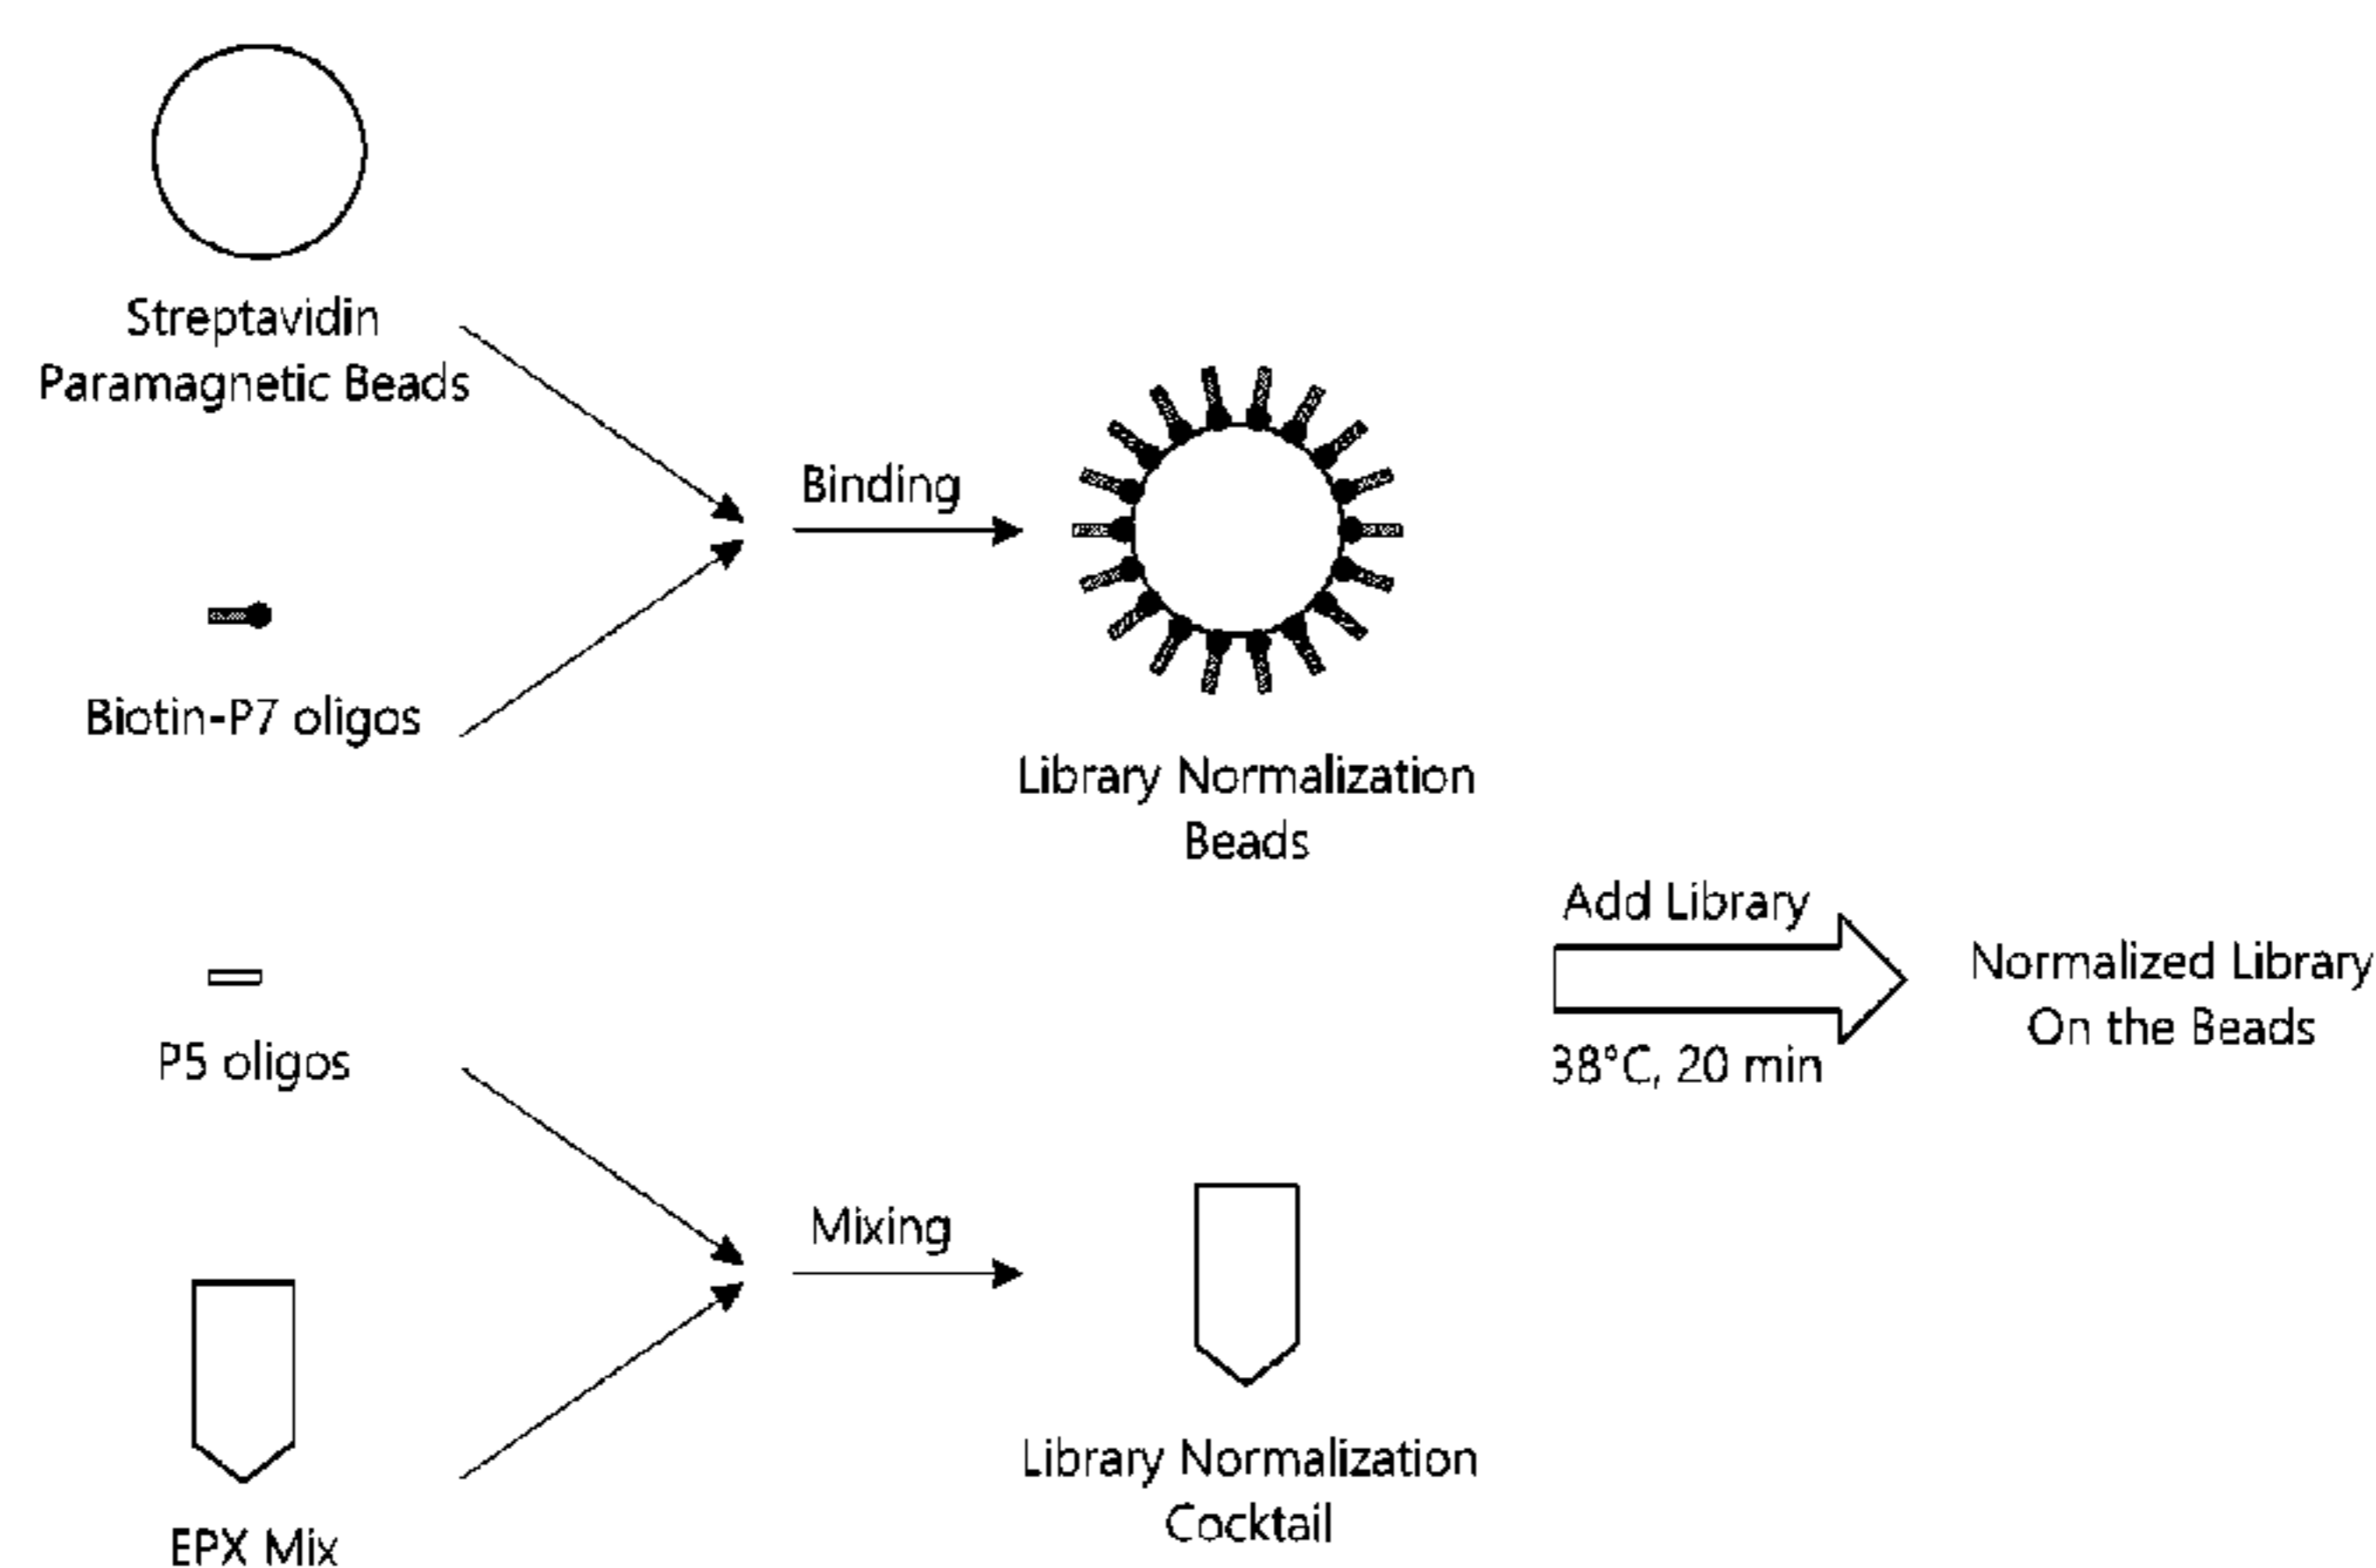 Streptavidin
Paramagnetic Beads
Biotin-P7 oligos
Binding
Library Normalization
Beads
P5 oligos
EPX Mix
Mixing
Library Normalization
Cocktail
Add Library
38°C, 20 min
Normalized Library
On the Beads